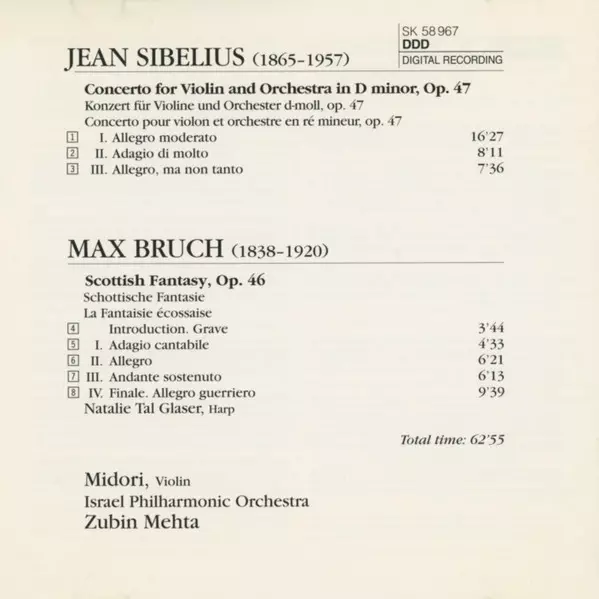 SK 58967
DDD
DIGITAL RECORDING
JEAN SIBELIUS (1865–1957)
Concerto for Violin and Orchestra in D minor, Op. 47
Konzert für Violine und Orchester d-moll, op. 47
Concerto pour violon et orchestre en ré mineur, op. 47
1 I. Allegro moderato 16'27
2 II. Adagio di molto 8'11
3 III. Allegro, ma non tanto 7'36
MAX BRUCH (1838–1920)
Scottish Fantasy, Op. 46
Schottische Fantasie
La Fantaisie écossaise
4 Introduction. Grave 3'44
5 I. Adagio cantabile 4'33
6 II. Allegro 6'21
7 III. Andante sostenuto 6'13
8 IV. Finale. Allegro guerriero 9'39
Natalie Tal Glaser, Harp
Total time: 62'55
Midori, Violin
Israel Philharmonic Orchestra
Zubin Mehta